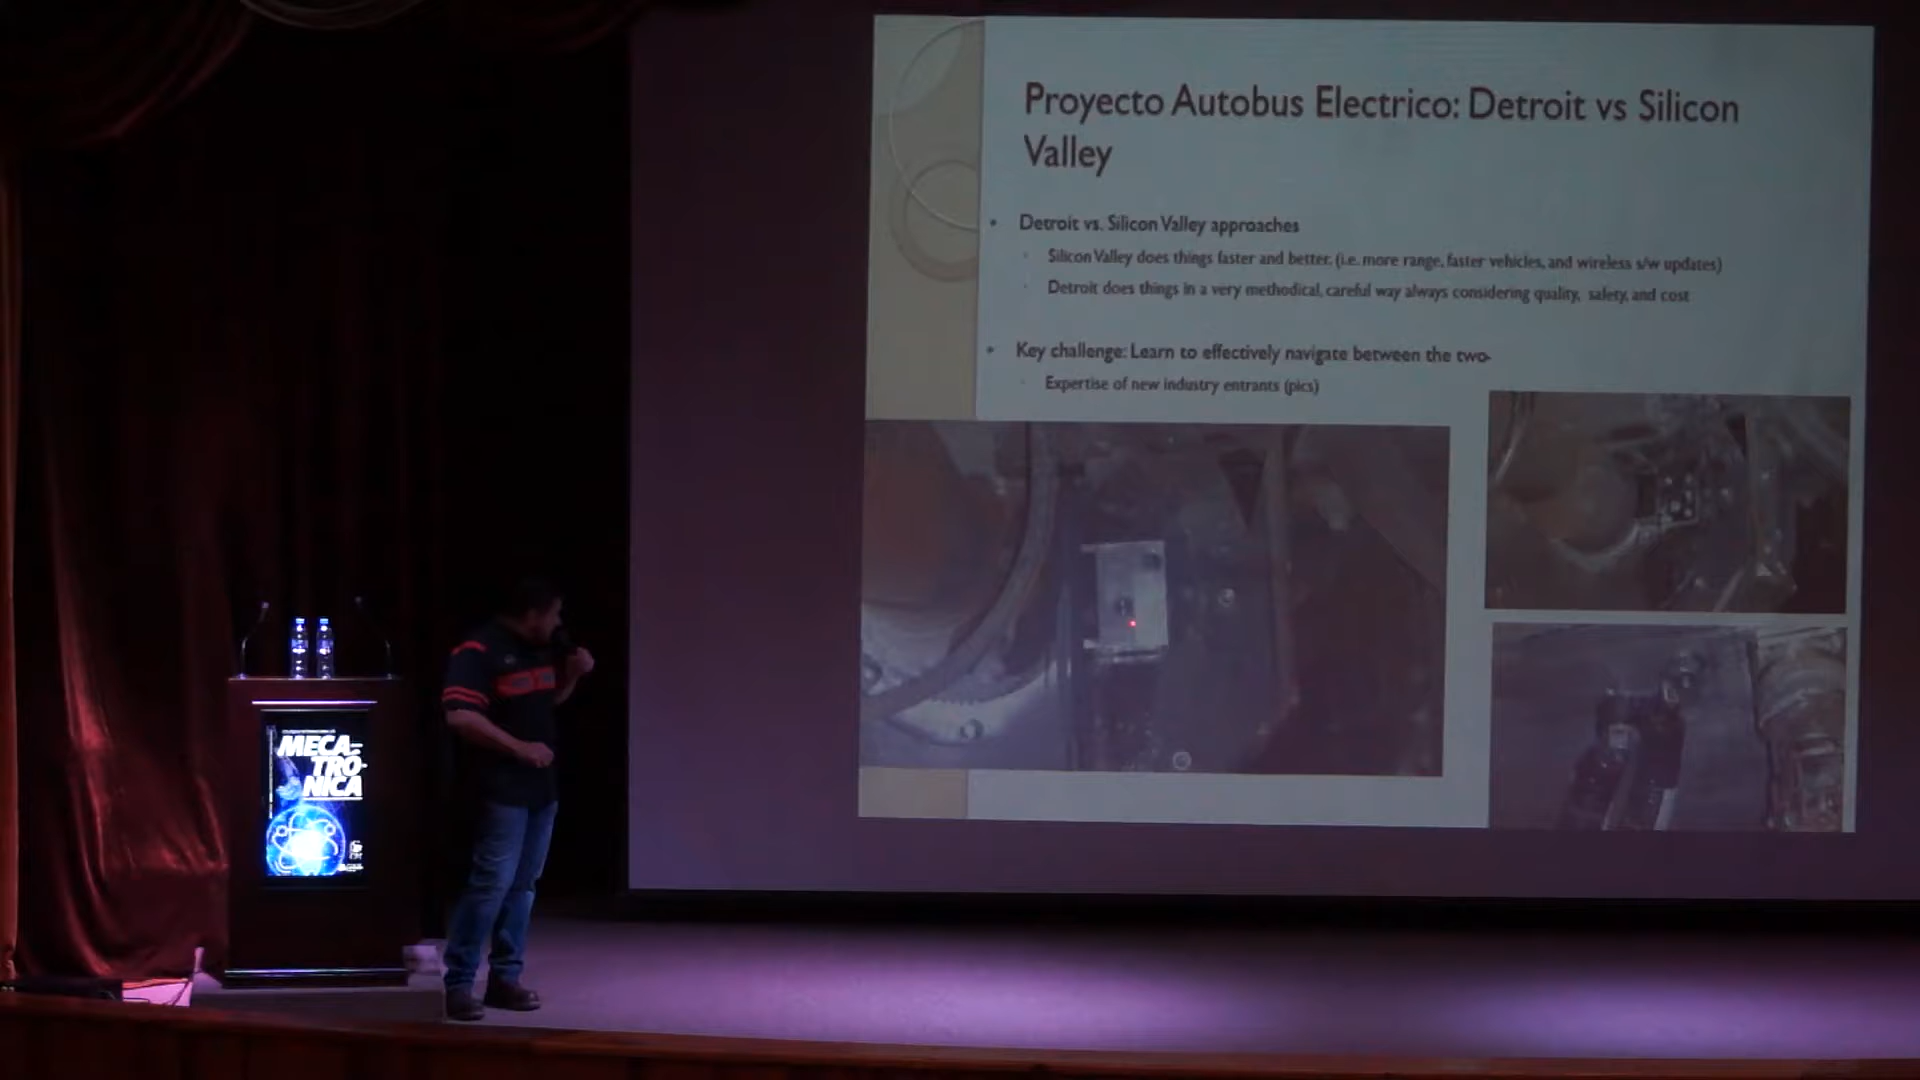 Proyecto Autobus Electrico: Detroit vs Silicon
Valley
• Detroit vs. Silicon Valley approaches
Silicon Valley does things faster and better. (i.e. more range, faster vehicles, and wireless s/w updates)
Detroit does things in a very methodical, careful way always considering quality, safety, and cost
• Key challenge: Learn to effectively navigate between the two-
Expertise of new industry entrants (pics)
MECA-
TRÓ-
NICA